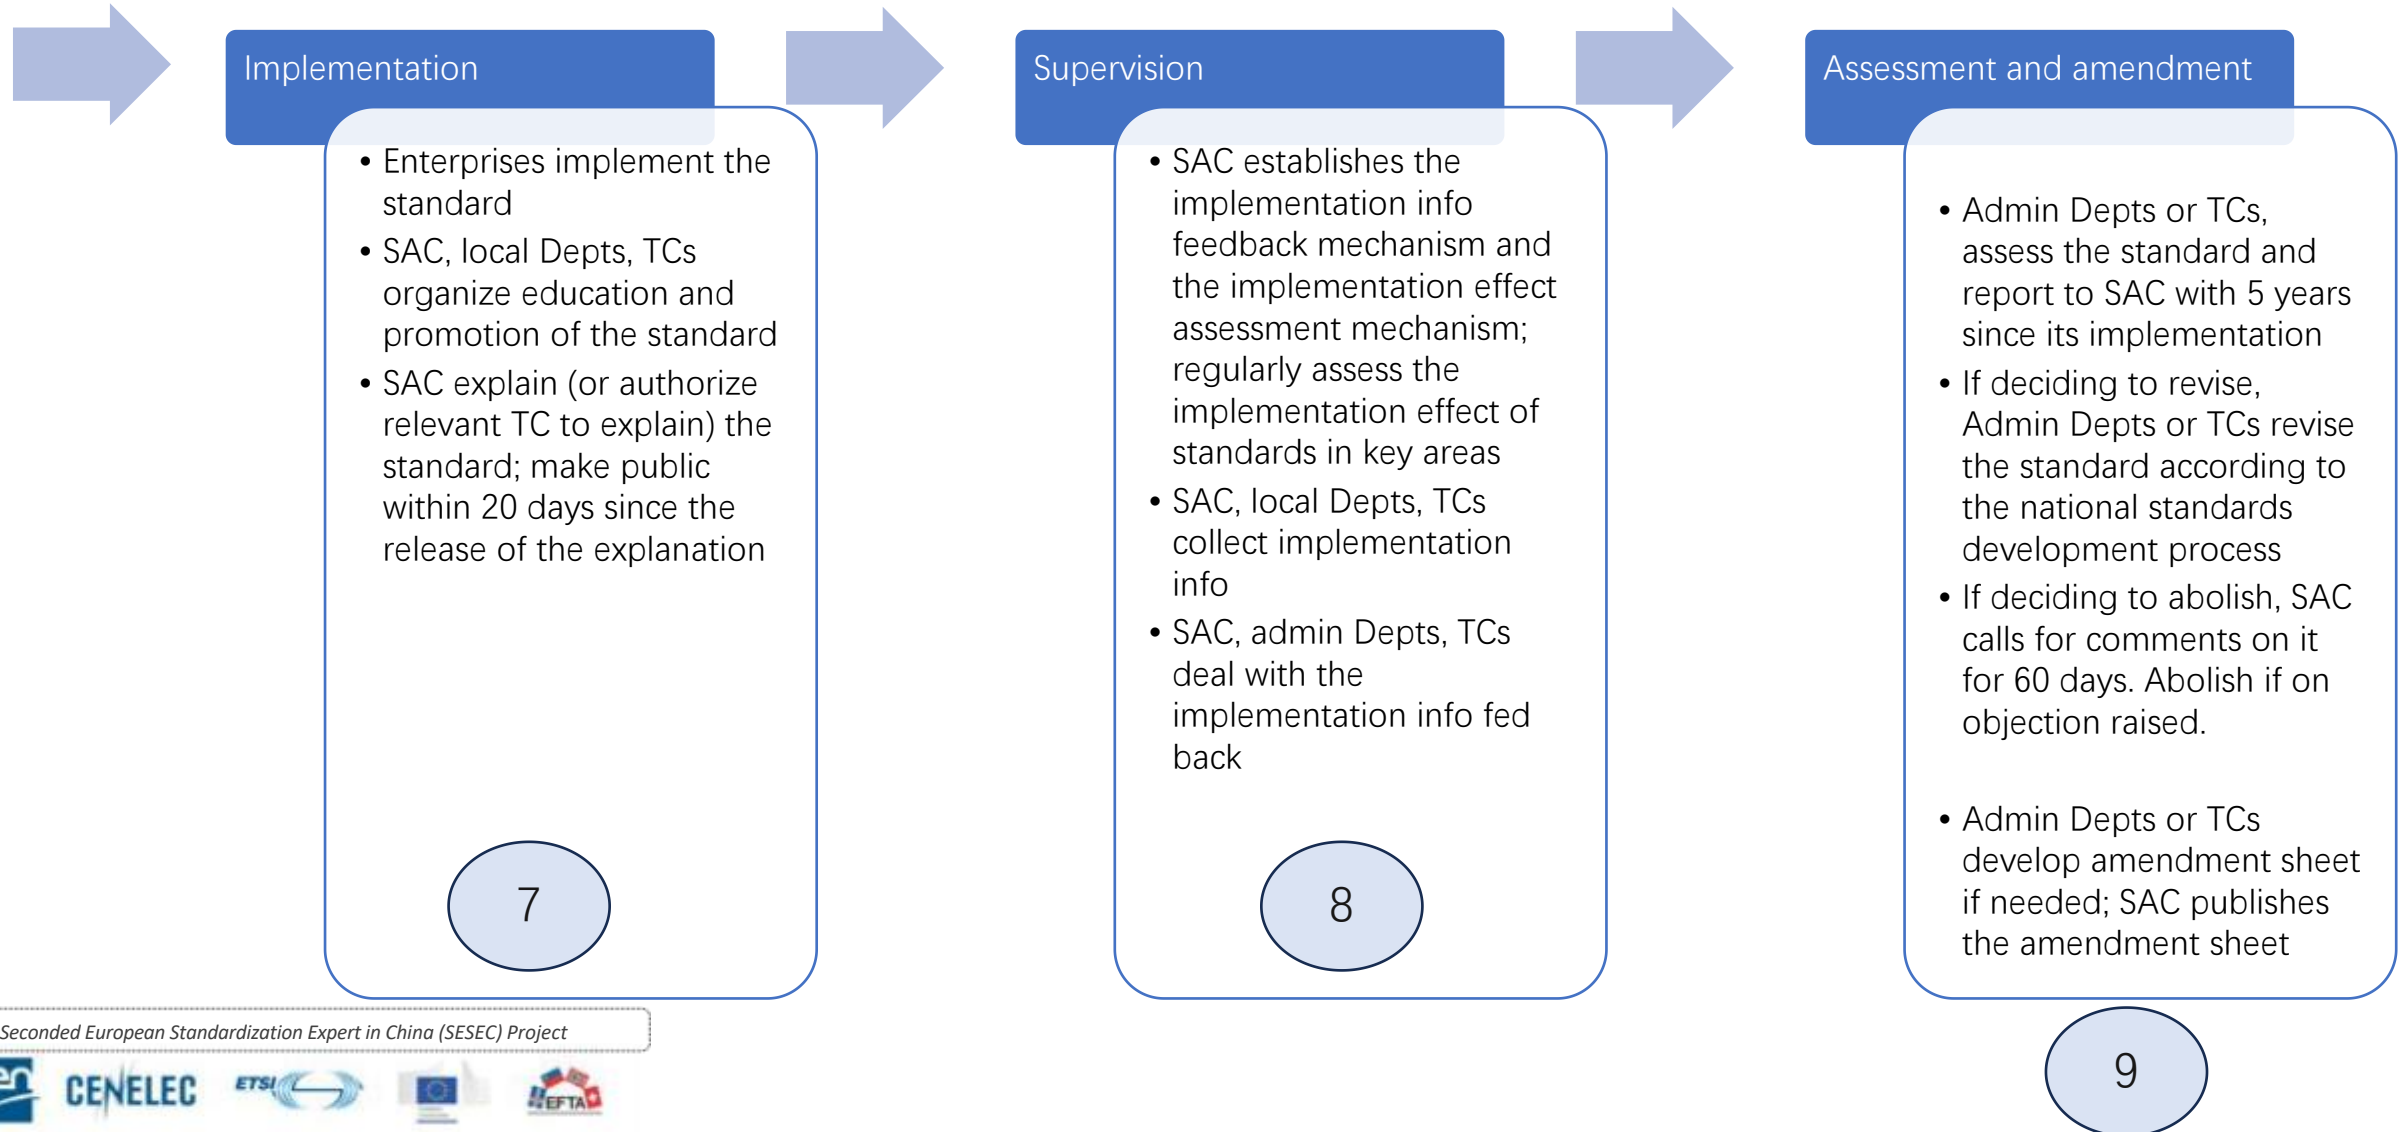 Implementation
• Enterprises implement the
standard
• SAC, local Depts, TCs
organize education and
promotion of the standard
• SAC explain (or authorize
relevant TC to explain) the
standard; make public
within 20 days since the
release of the explanation
7
Supervision
• SAC establishes the
implementation info
feedback mechanism and
the implementation effect
assessment mechanism;
regularly assess the
implementation effect of
standards in key areas
• SAC, local Depts, TCs
collect implementation
info
• SAC, admin Depts, TCs
deal with the
implementation info fed
back
8
Assessment and amendment
• Admin Depts or TCs,
assess the standard and
report to SAC with 5 years
since its implementation
• If deciding to revise,
Admin Depts or TCs revise
the standard according to
the national standards
development process
• If deciding to abolish, SAC
calls for comments on it
for 60 days. Abolish if on
objection raised.
• Admin Depts or TCs
develop amendment sheet
if needed; SAC publishes
the amendment sheet
9
Seconded European Standardization Expert in China (SESEC) Project
CENELEC
ETSI
EFTA